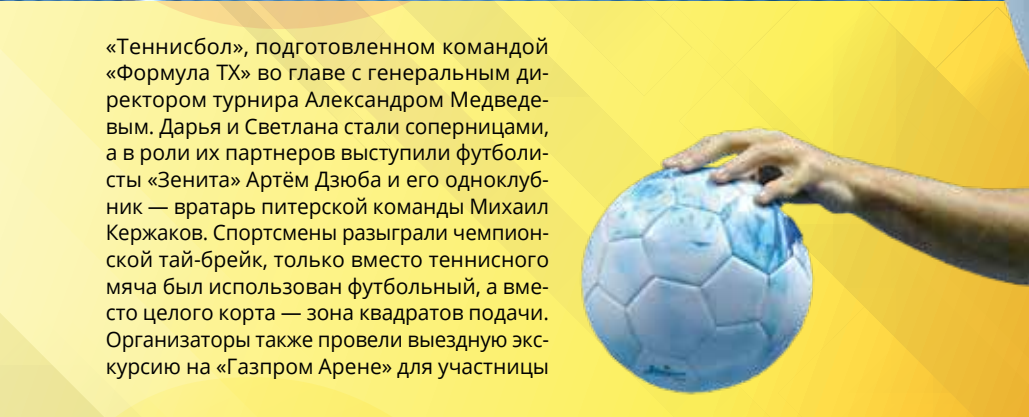 «Теннисбол», подготовленном командой
«Формула ТХ» во главе с генеральным ди-
ректором турнира Александром Медведе-
вым. Дарья и Светлана стали соперницами,
а в роли их партнеров выступили футболи-
сты «Зенита» Артём Дзюба и его одноклуб-
ник — вратарь питерской команды Михаил
Кержаков. Спортсмены разыграли чемпион-
ской тай-брейк, только вместо теннисного
мяча был использован футбольный, а вме-
сто целого корта — зона квадратов подачи.
Организаторы также провели выездную экс-
курсию на «Газпром Арене» для участницы